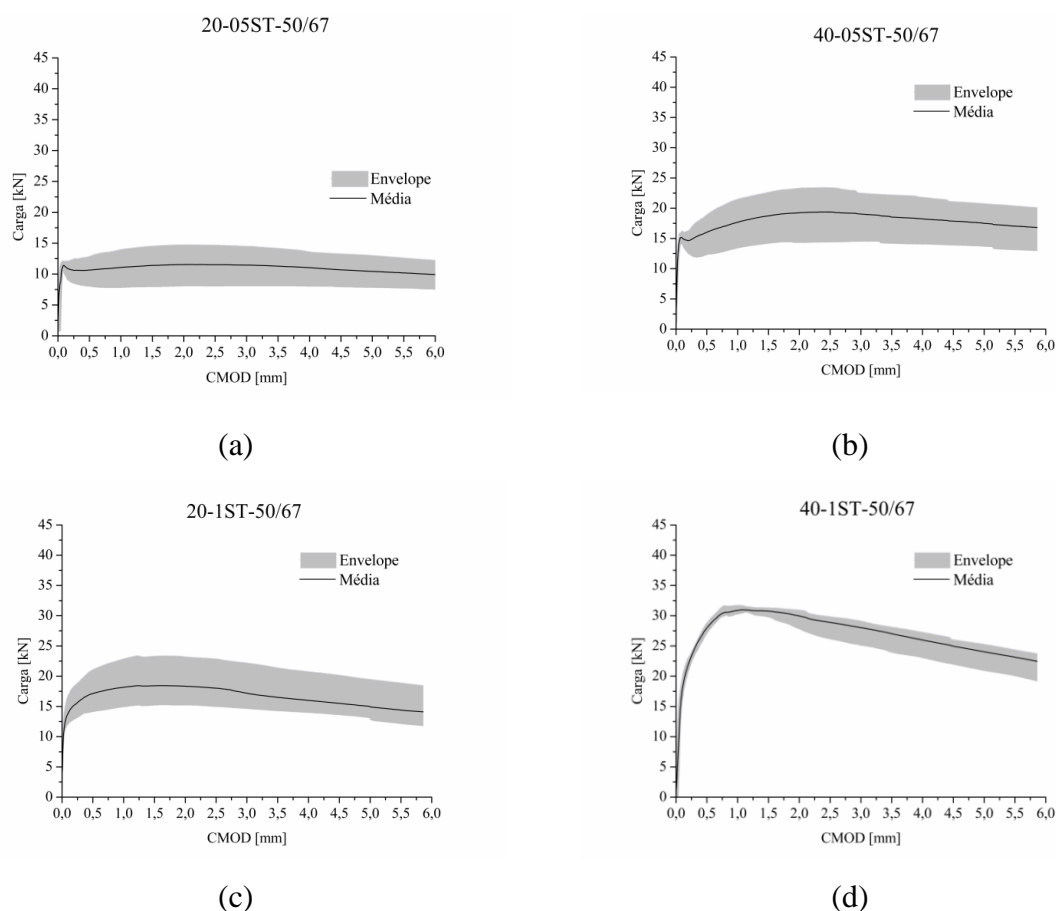 20-05ST-50/67
45
40
35
30
25
20
15
10
5
0
Carga [kN]
Envelope
Média
0,0 0,5 1,0 1,5 2,0 2,5 3,0 3,5 4,0 4,5 5,0 5,5 6,0
CMOD [mm]
(a)
40-05ST-50/67
45
40
35
30
25
20
15
10
5
0
Carga [kN]
Envelope
Média
0,0 0,5 1,0 1,5 2,0 2,5 3,0 3,5 4,0 4,5 5,0 5,5 6,0
CMOD [mm]
(b)
20-1ST-50/67
45
40
35
30
25
20
15
10
5
0
Carga [kN]
Envelope
Média
0,0 0,5 1,0 1,5 2,0 2,5 3,0 3,5 4,0 4,5 5,0 5,5 6,0
CMOD [mm]
(c)
40-1ST-50/67
45
40
35
30
25
20
15
10
5
0
Carga [kN]
Envelope
Média
0,0 0,5 1,0 1,5 2,0 2,5 3,0 3,5 4,0 4,5 5,0 5,5 6,0
CMOD [mm]
(d)